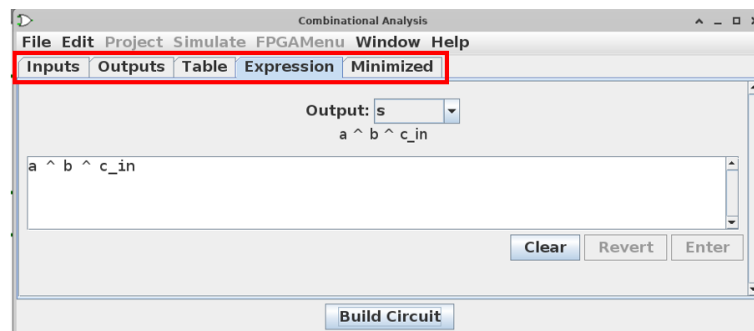 Combinational Analysis
File Edit Project Simulate FPGAMenu Window Help
Inputs Outputs Table Expression Minimized
Output: s
a ^ b ^ c_in
a ^ b ^ c_in
Clear Revert Enter
Build Circuit